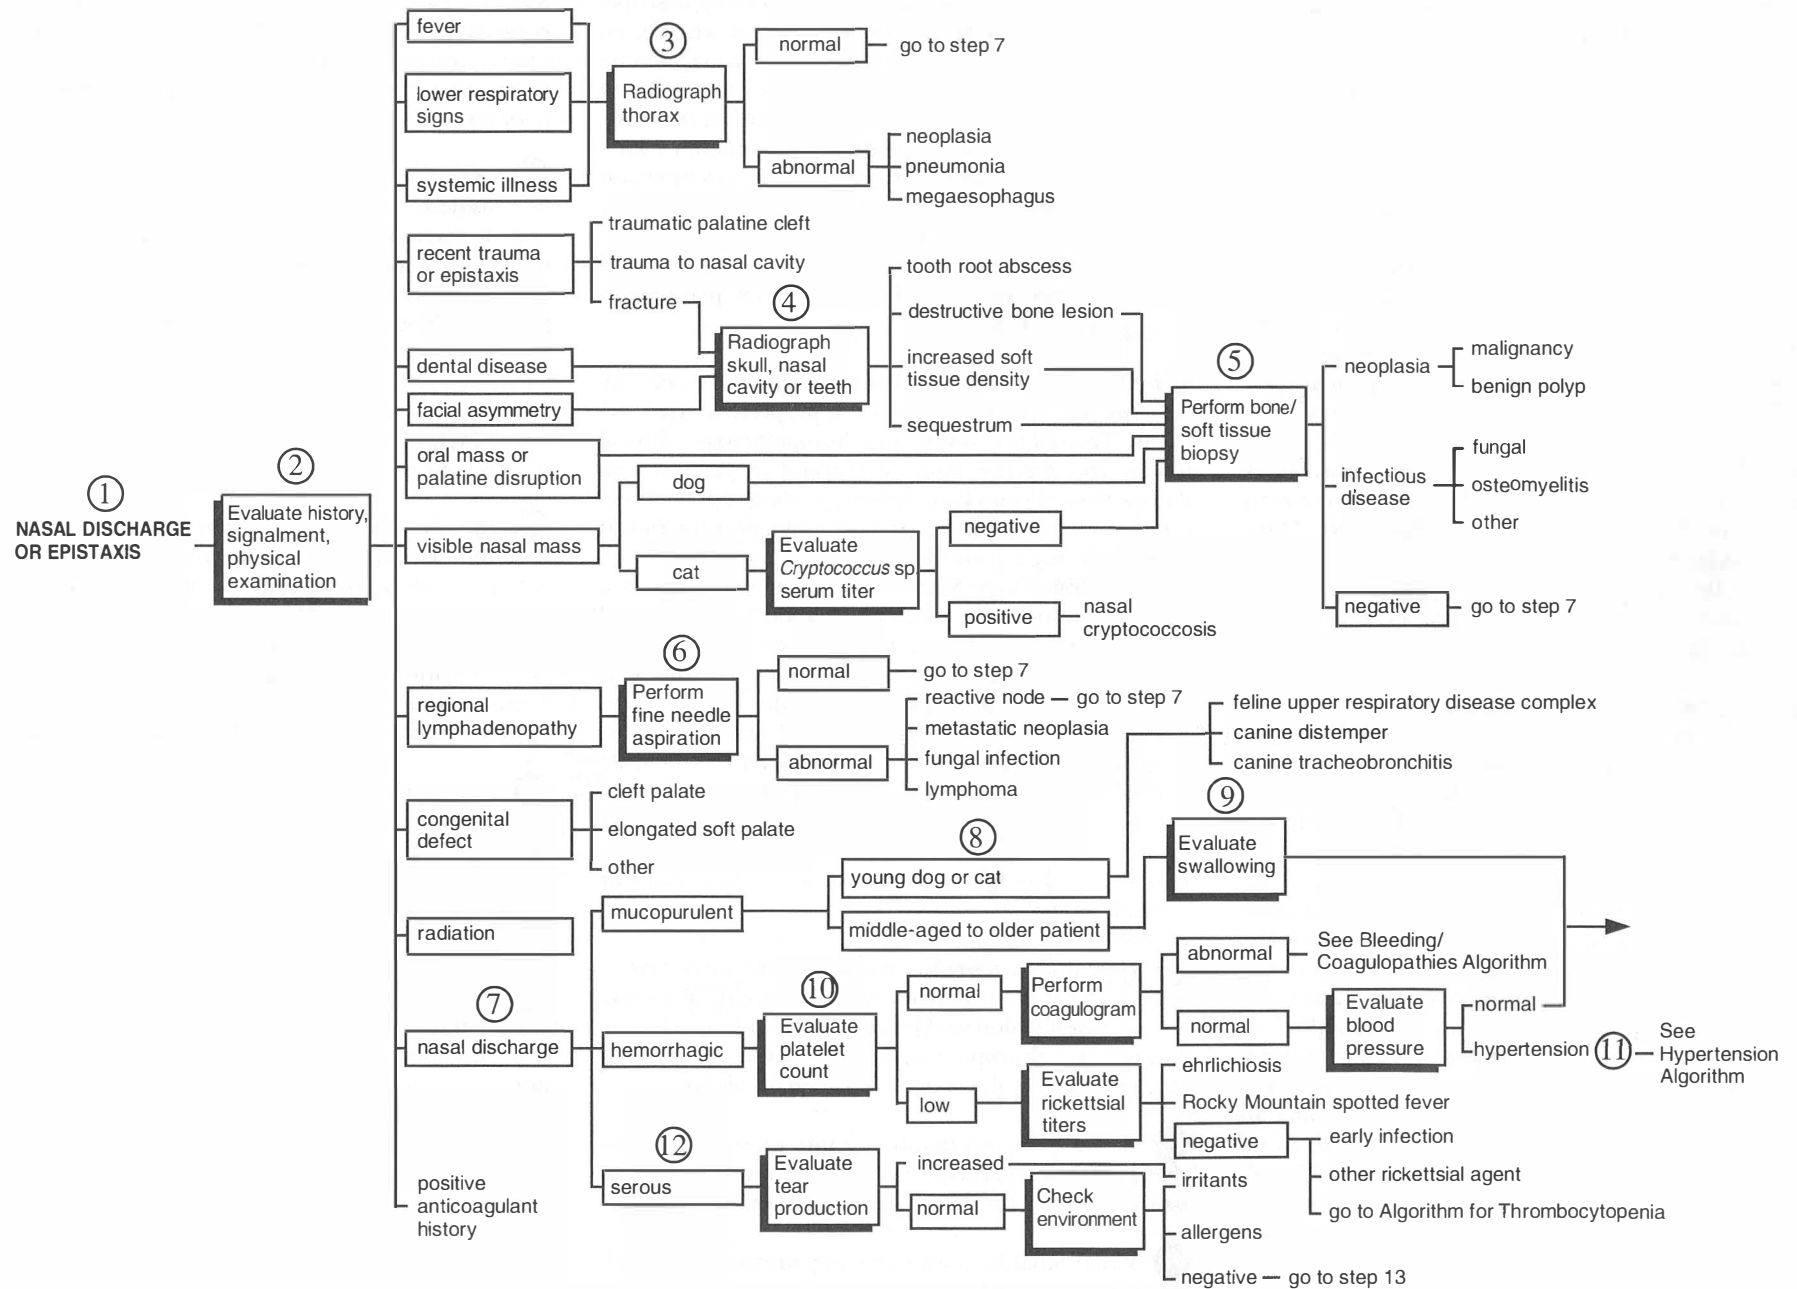 1
NASAL DISCHARGE
OR EPISTAXIS
2
Evaluate history,
signalment,
physical
examination
fever
lower respiratory
signs
systemic illness
3
Radiograph
thorax
normal
go to step 7
abnormal
neoplasia
pneumonia
megaesophagus
recent trauma
or epistaxis
traumatic palatine cleft
trauma to nasal cavity
fracture
dental disease
facial asymmetry
4
Radiograph
skull, nasal
cavity or teeth
tooth root abscess
destructive bone lesion
increased soft
tissue density
sequestrum
oral mass or
palatine disruption
visible nasal mass
dog
cat
Evaluate
Cryptococcus sp.
serum titer
negative
positive
nasal
cryptococcosis
5
Perform bone/
soft tissue
biopsy
neoplasia
malignancy
benign polyp
infectious
disease
fungal
osteomyelitis
other
negative
go to step 7
regional
lymphadenopathy
6
Perform
fine needle
aspiration
normal
go to step 7
abnormal
reactive node — go to step 7
metastatic neoplasia
fungal infection
lymphoma
congenital
defect
cleft palate
elongated soft palate
other
radiation
7
nasal discharge
mucopurulent
8
young dog or cat
feline upper respiratory disease complex
canine distemper
canine tracheobronchitis
middle-aged to older patient
9
Evaluate
swallowing
hemorrhagic
10
Evaluate
platelet
count
normal
Perform
coagulogram
abnormal
See Bleeding/
Coagulopathies Algorithm
normal
Evaluate
blood
pressure
normal
hypertension
11
See
Hypertension
Algorithm
low
Evaluate
rickettsial
titers
ehrlichiosis
Rocky Mountain spotted fever
negative
early infection
other rickettsial agent
go to Algorithm for Thrombocytopenia
12
serous
Evaluate
tear
production
increased
normal
Check
environment
irritants
allergens
negative — go to step 13
positive
anticoagulant
history